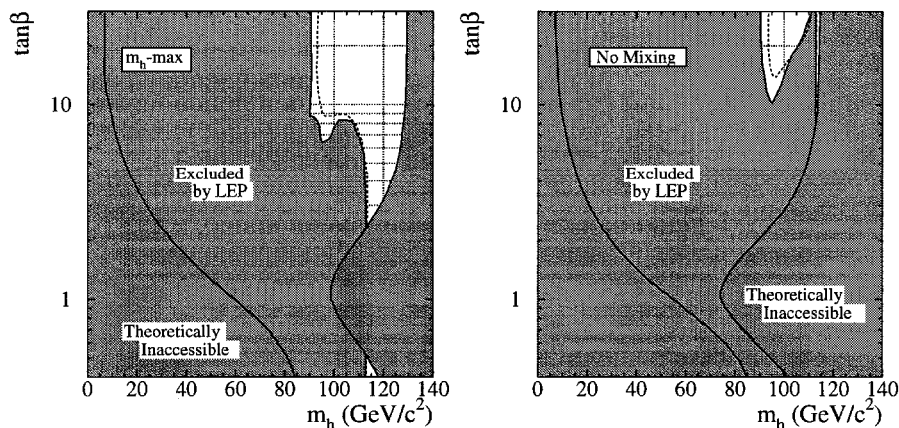 tanβ
m_h-max
10
Excluded
by LEP
1
Theoretically
Inaccessible
0 20 40 60 80 100 120 140
m_h (GeV/c²)
tanβ
No Mixing
10
Excluded
by LEP
1
Theoretically
Inaccessible
0 20 40 60 80 100 120 140
m_h (GeV/c²)